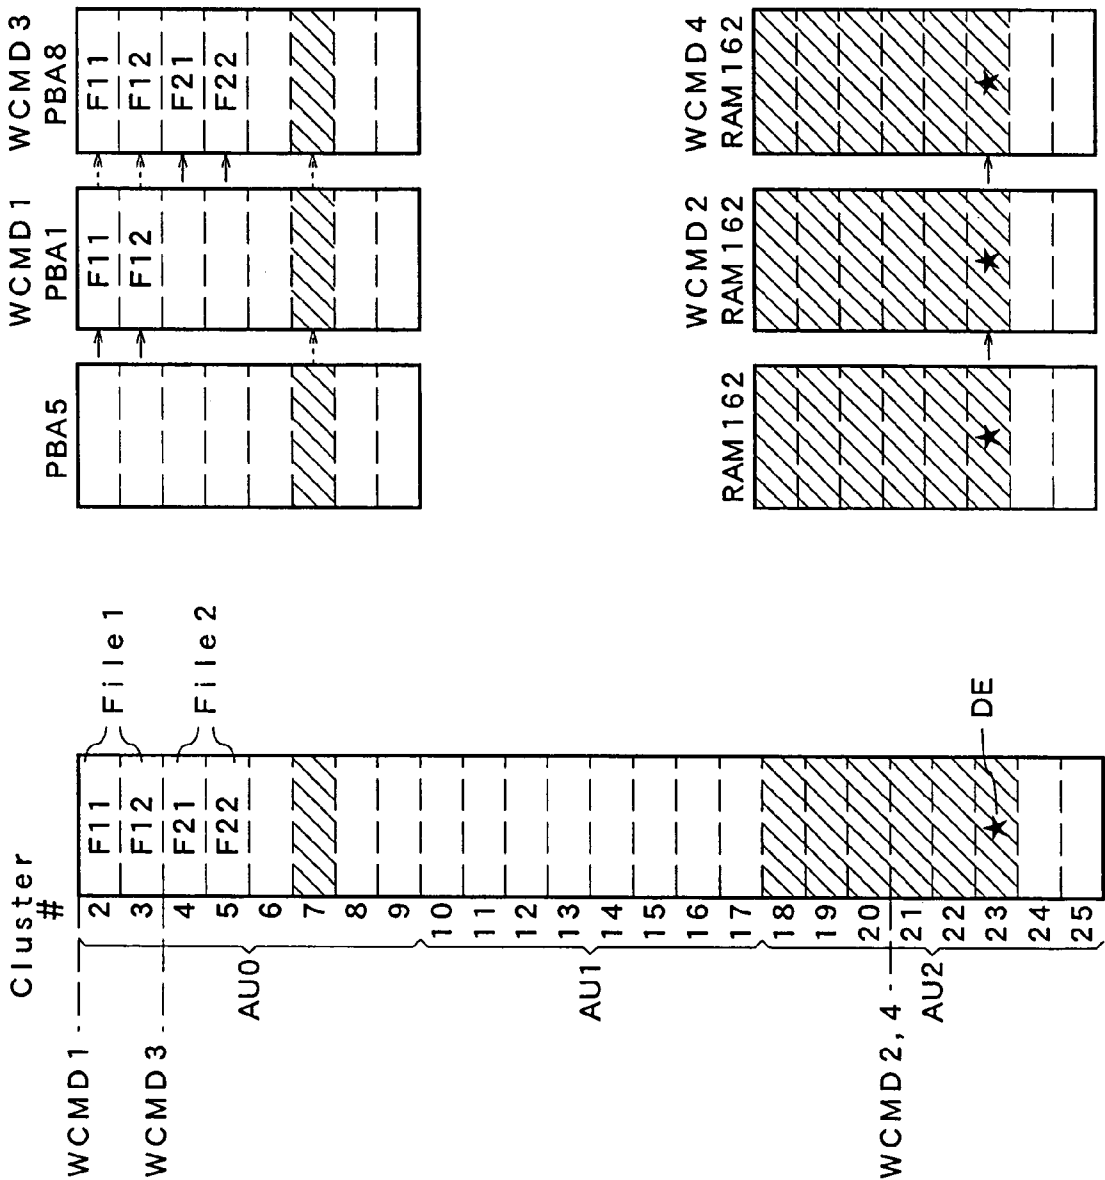 Cluster
#
WCMD1
WCMD3
WCMD2, 4
AU0
AU1
AU2
2
3
4
5
6
7
8
9
10
11
12
13
14
15
16
17
18
19
20
21
22
23
24
25
F11
F12
F21
F22
File1
File2
DE
PBA5
WCMD1
PBA1
F11
F12
WCMD3
PBA8
F11
F12
F21
F22
RAM162
WCMD2
RAM162
WCMD4
RAM162